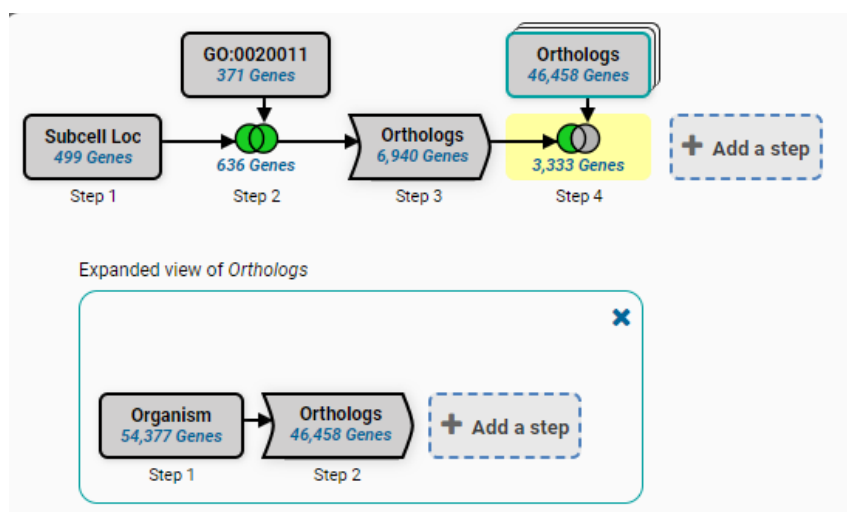 GO:0020011
371 Genes
Orthologs
46,458 Genes
Subcell Loc
499 Genes
636 Genes
Orthologs
6,940 Genes
3,333 Genes
Add a step
Step 1
Step 2
Step 3
Step 4
Expanded view of Orthologs
Organism
54,377 Genes
Orthologs
46,458 Genes
Add a step
Step 1
Step 2